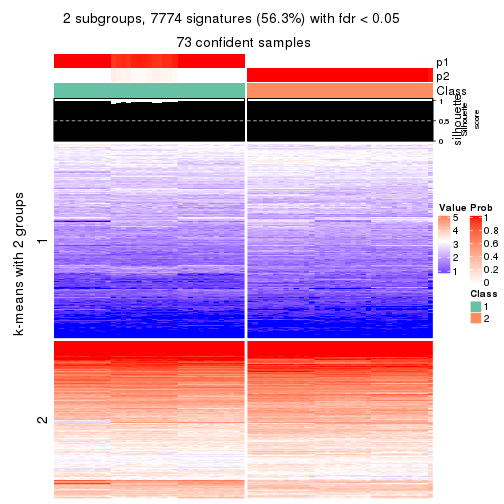 2 subgroups, 7774 signatures (56.3%) with fdr < 0.05
73 confident samples
p1
p2
Class
silhouette
Silhouette
score
1
0.5
0
k-means with 2 groups
1
2
Value
5
4
3
2
1
Prob
1
0.8
0.6
0.4
0.2
0
Class
1
2